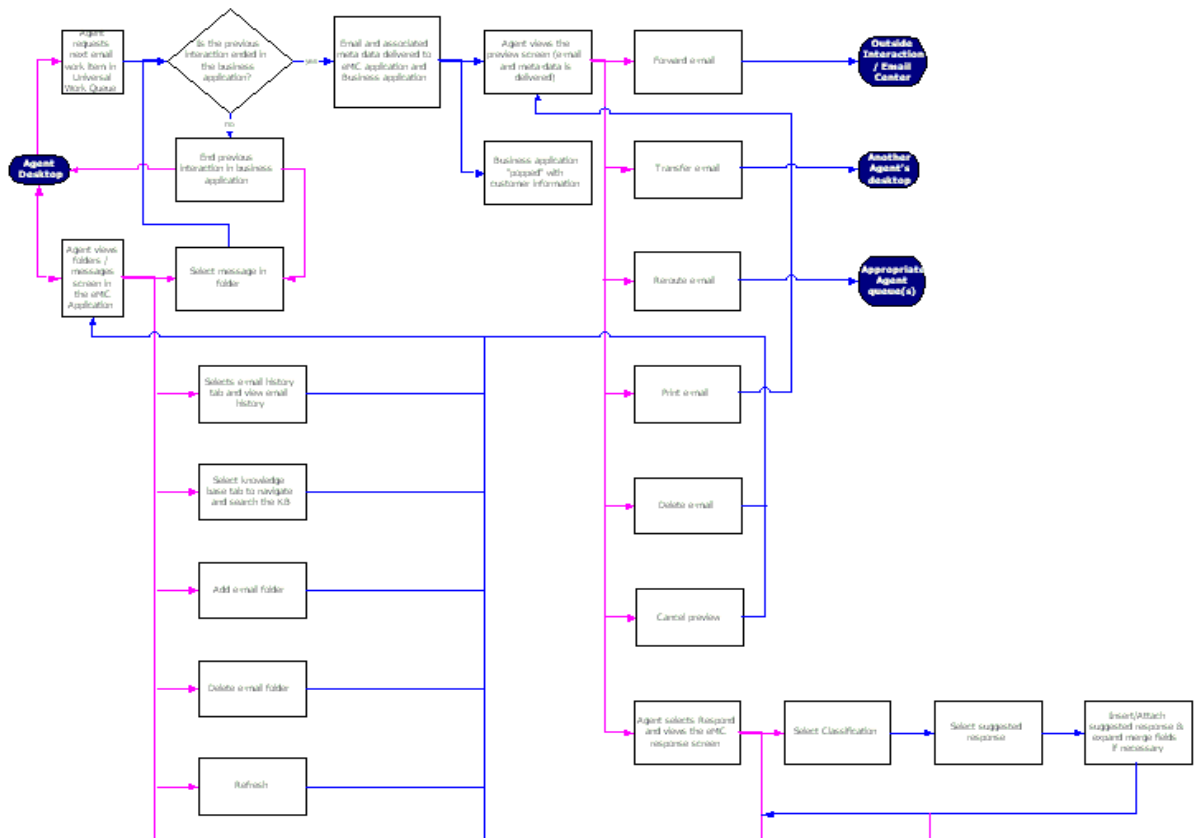 Agent
requests
next email
work item in
Universal
Work Queue
Is the previous
interaction ended in
the business
application?
yes
Email and associated
meta data delivered to
eMIC application and
Business application
Agent views the
preview screen (e-mail
and meta-data is
delivered)
Forward e-mail
Outside
Interaction
/ Email
Center
no
Agent
Desktop
End previous
interaction in business
application
Business application
"popped" with
customer information
Transfer e-mail
Another
Agent's
desktop
Agent views
folders /
messages
screen in
the eMC
Application
Select message in
folder
Reroute e-mail
Appropriate
Agent
queue(s)
Selects e-mail history
tab and view email
history
Print e-mail
Select knowledge
base tab to navigate
and search the KB
Delete e-mail
Add e-mail folder
Cancel preview
Delete e-mail folder
Agent selects Respond
and views the eMC
response screen
Select Classification
Select suggested
response
Insert/Attach
suggested response &
expand merge fields
if necessary
Refresh